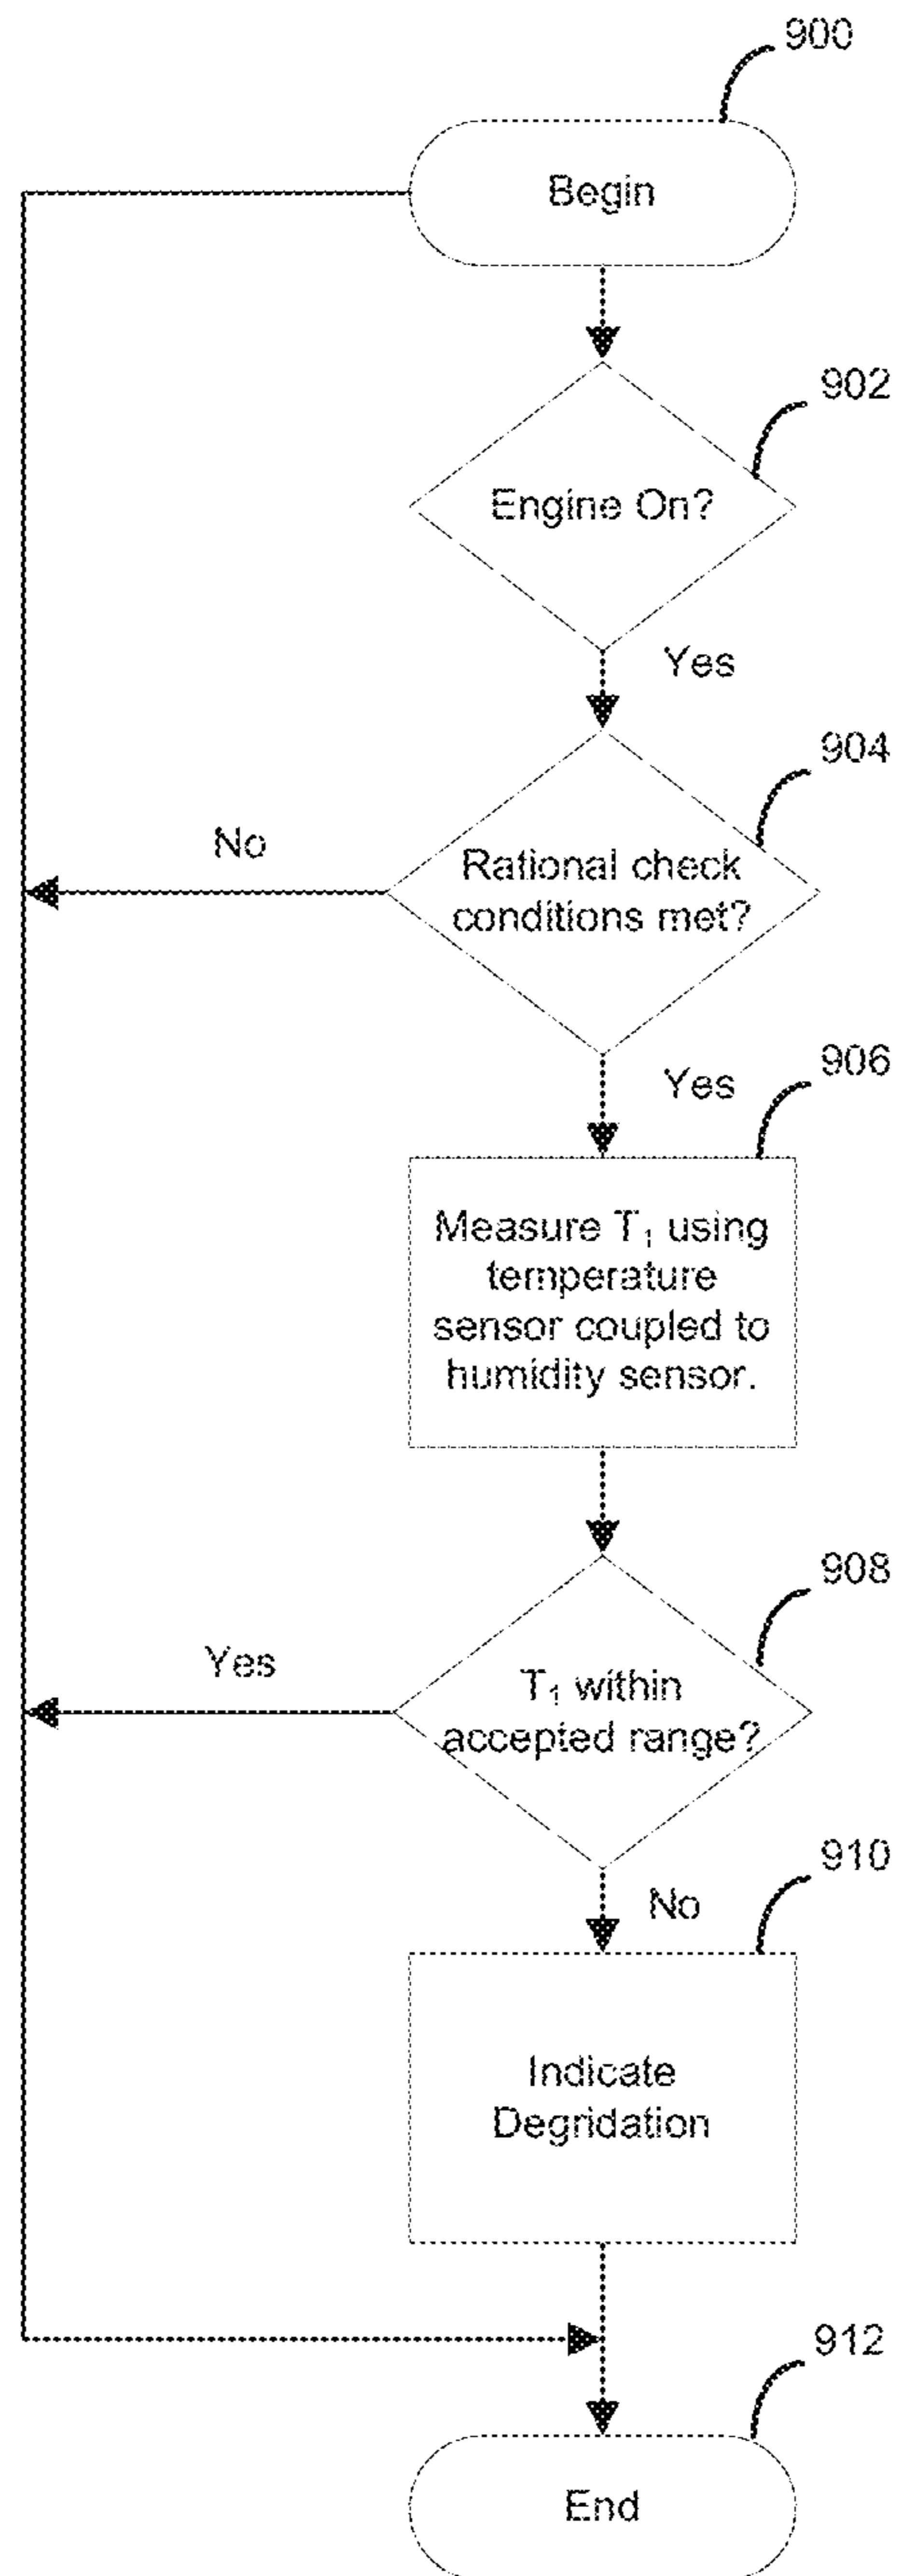 900
Begin
902
Engine On?
Yes
904
No
Rational check
conditions met?
906
Yes
Measure T₁ using
temperature
sensor coupled to
humidity sensor.
908
Yes
T₁ within
accepted range?
910
No
Indicate
Degridation
912
End